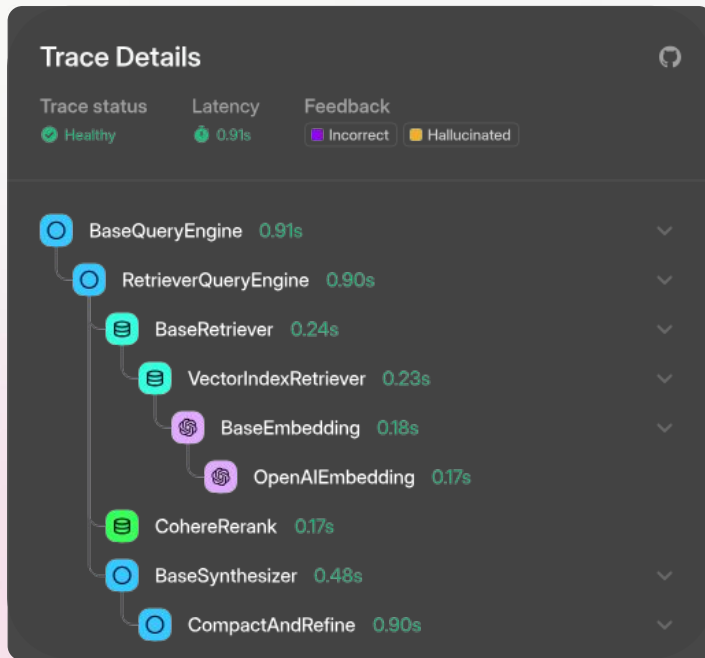 Trace Details
Trace status Latency Feedback
Healthy 0.91s Incorrect Hallucinated
BaseQueryEngine 0.91s
RetrieverQueryEngine 0.90s
BaseRetriever 0.24s
VectorIndexRetriever 0.23s
BaseEmbedding 0.18s
OpenAIEmbedding 0.17s
CohereRerank 0.17s
BaseSynthesizer 0.48s
CompactAndRefine 0.90s